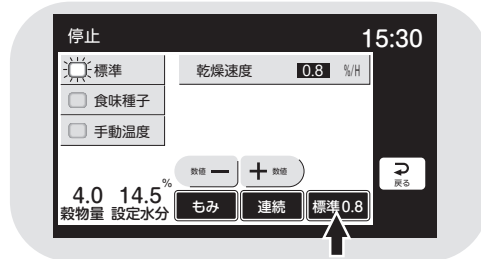 停止 15:30
標準 乾燥速度 0.8 %/H
食味種子
手動温度
数値 － ＋ 数値
戻る
4.0 14.5%
穀物量 設定水分 もみ 連続 標準0.8